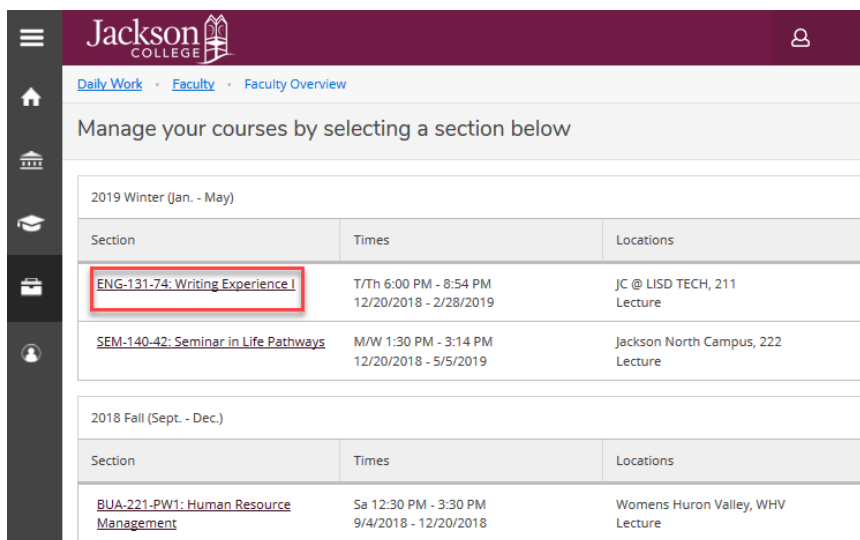 Jackson
COLLEGE
Daily Work • Faculty • Faculty Overview
Manage your courses by selecting a section below
2019 Winter (Jan. - May)
Section Times Locations
ENG-131-74: Writing Experience I T/Th 6:00 PM - 8:54 PM JC @ LISD TECH, 211
12/20/2018 - 2/28/2019 Lecture
SEM-140-42: Seminar in Life Pathways M/W 1:30 PM - 3:14 PM Jackson North Campus, 222
12/20/2018 - 5/5/2019 Lecture
2018 Fall (Sept. - Dec.)
Section Times Locations
BUA-221-PW1: Human Resource Sa 12:30 PM - 3:30 PM Womens Huron Valley, WHV
Management 9/4/2018 - 12/20/2018 Lecture